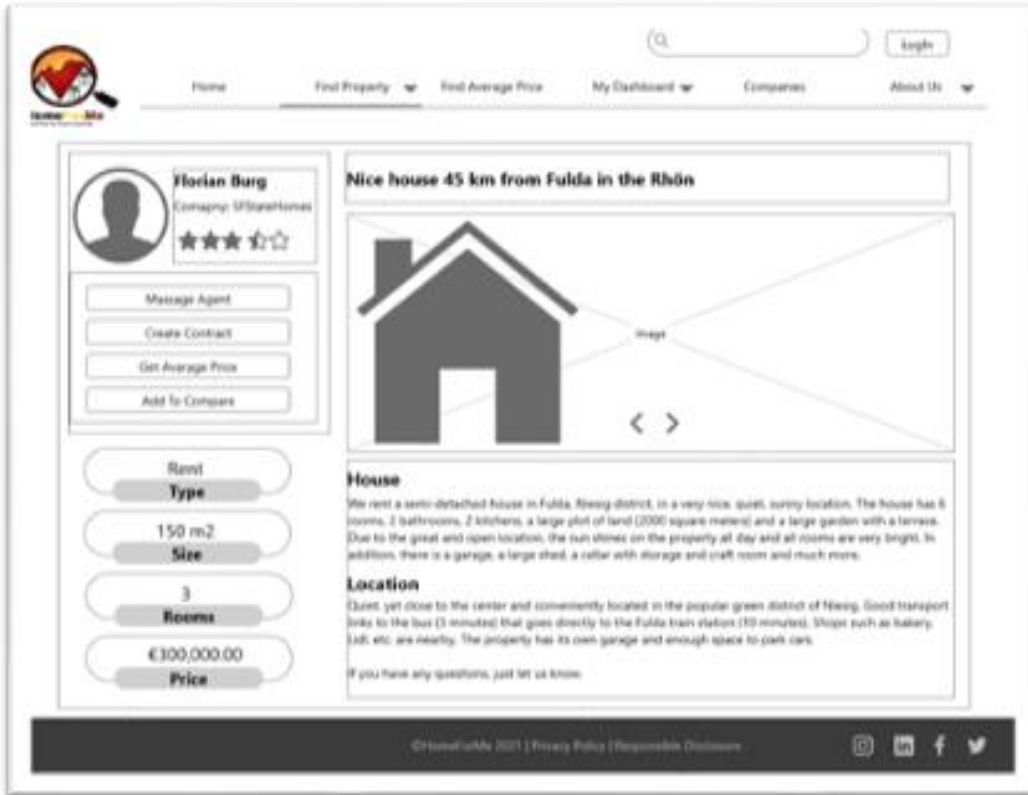 Login
Home Find Property Find Average Price My Dashboard Companies About Us
HomeForMe
Florian Burg
Comapny: SFStateHomes
Massage Agent
Create Contract
Get Avarage Price
Add To Compare
Rent
Type
150 m2
Size
3
Rooms
€300,000.00
Price
Nice house 45 km from Fulda in the Rhön
Image
House
We rent a semi-detached house in Fulda, Niesig district, in a very nice, quiet, sunny location. The house has 6
rooms, 2 bathrooms, 2 kitchens, a large plot of land (2000 square meters) and a large garden with a terrace.
Due to the great and open location, the sun shines on the property all day and all rooms are very bright. In
addition, there is a garage, a large shed, a cellar with storage and craft room and much more.
Location
Quiet, yet close to the center and conveniently located in the popular green district of Niesig. Good transport
links to the bus (3 minutes) that goes directly to the Fulda train station (10 minutes). Shops such as bakery,
Lidl, etc. are nearby. The property has its own garage and enough space to park cars.
If you have any questions, just let us know.
©HomeForMe 2021 | Privacy Policy | Responsible Disclosure